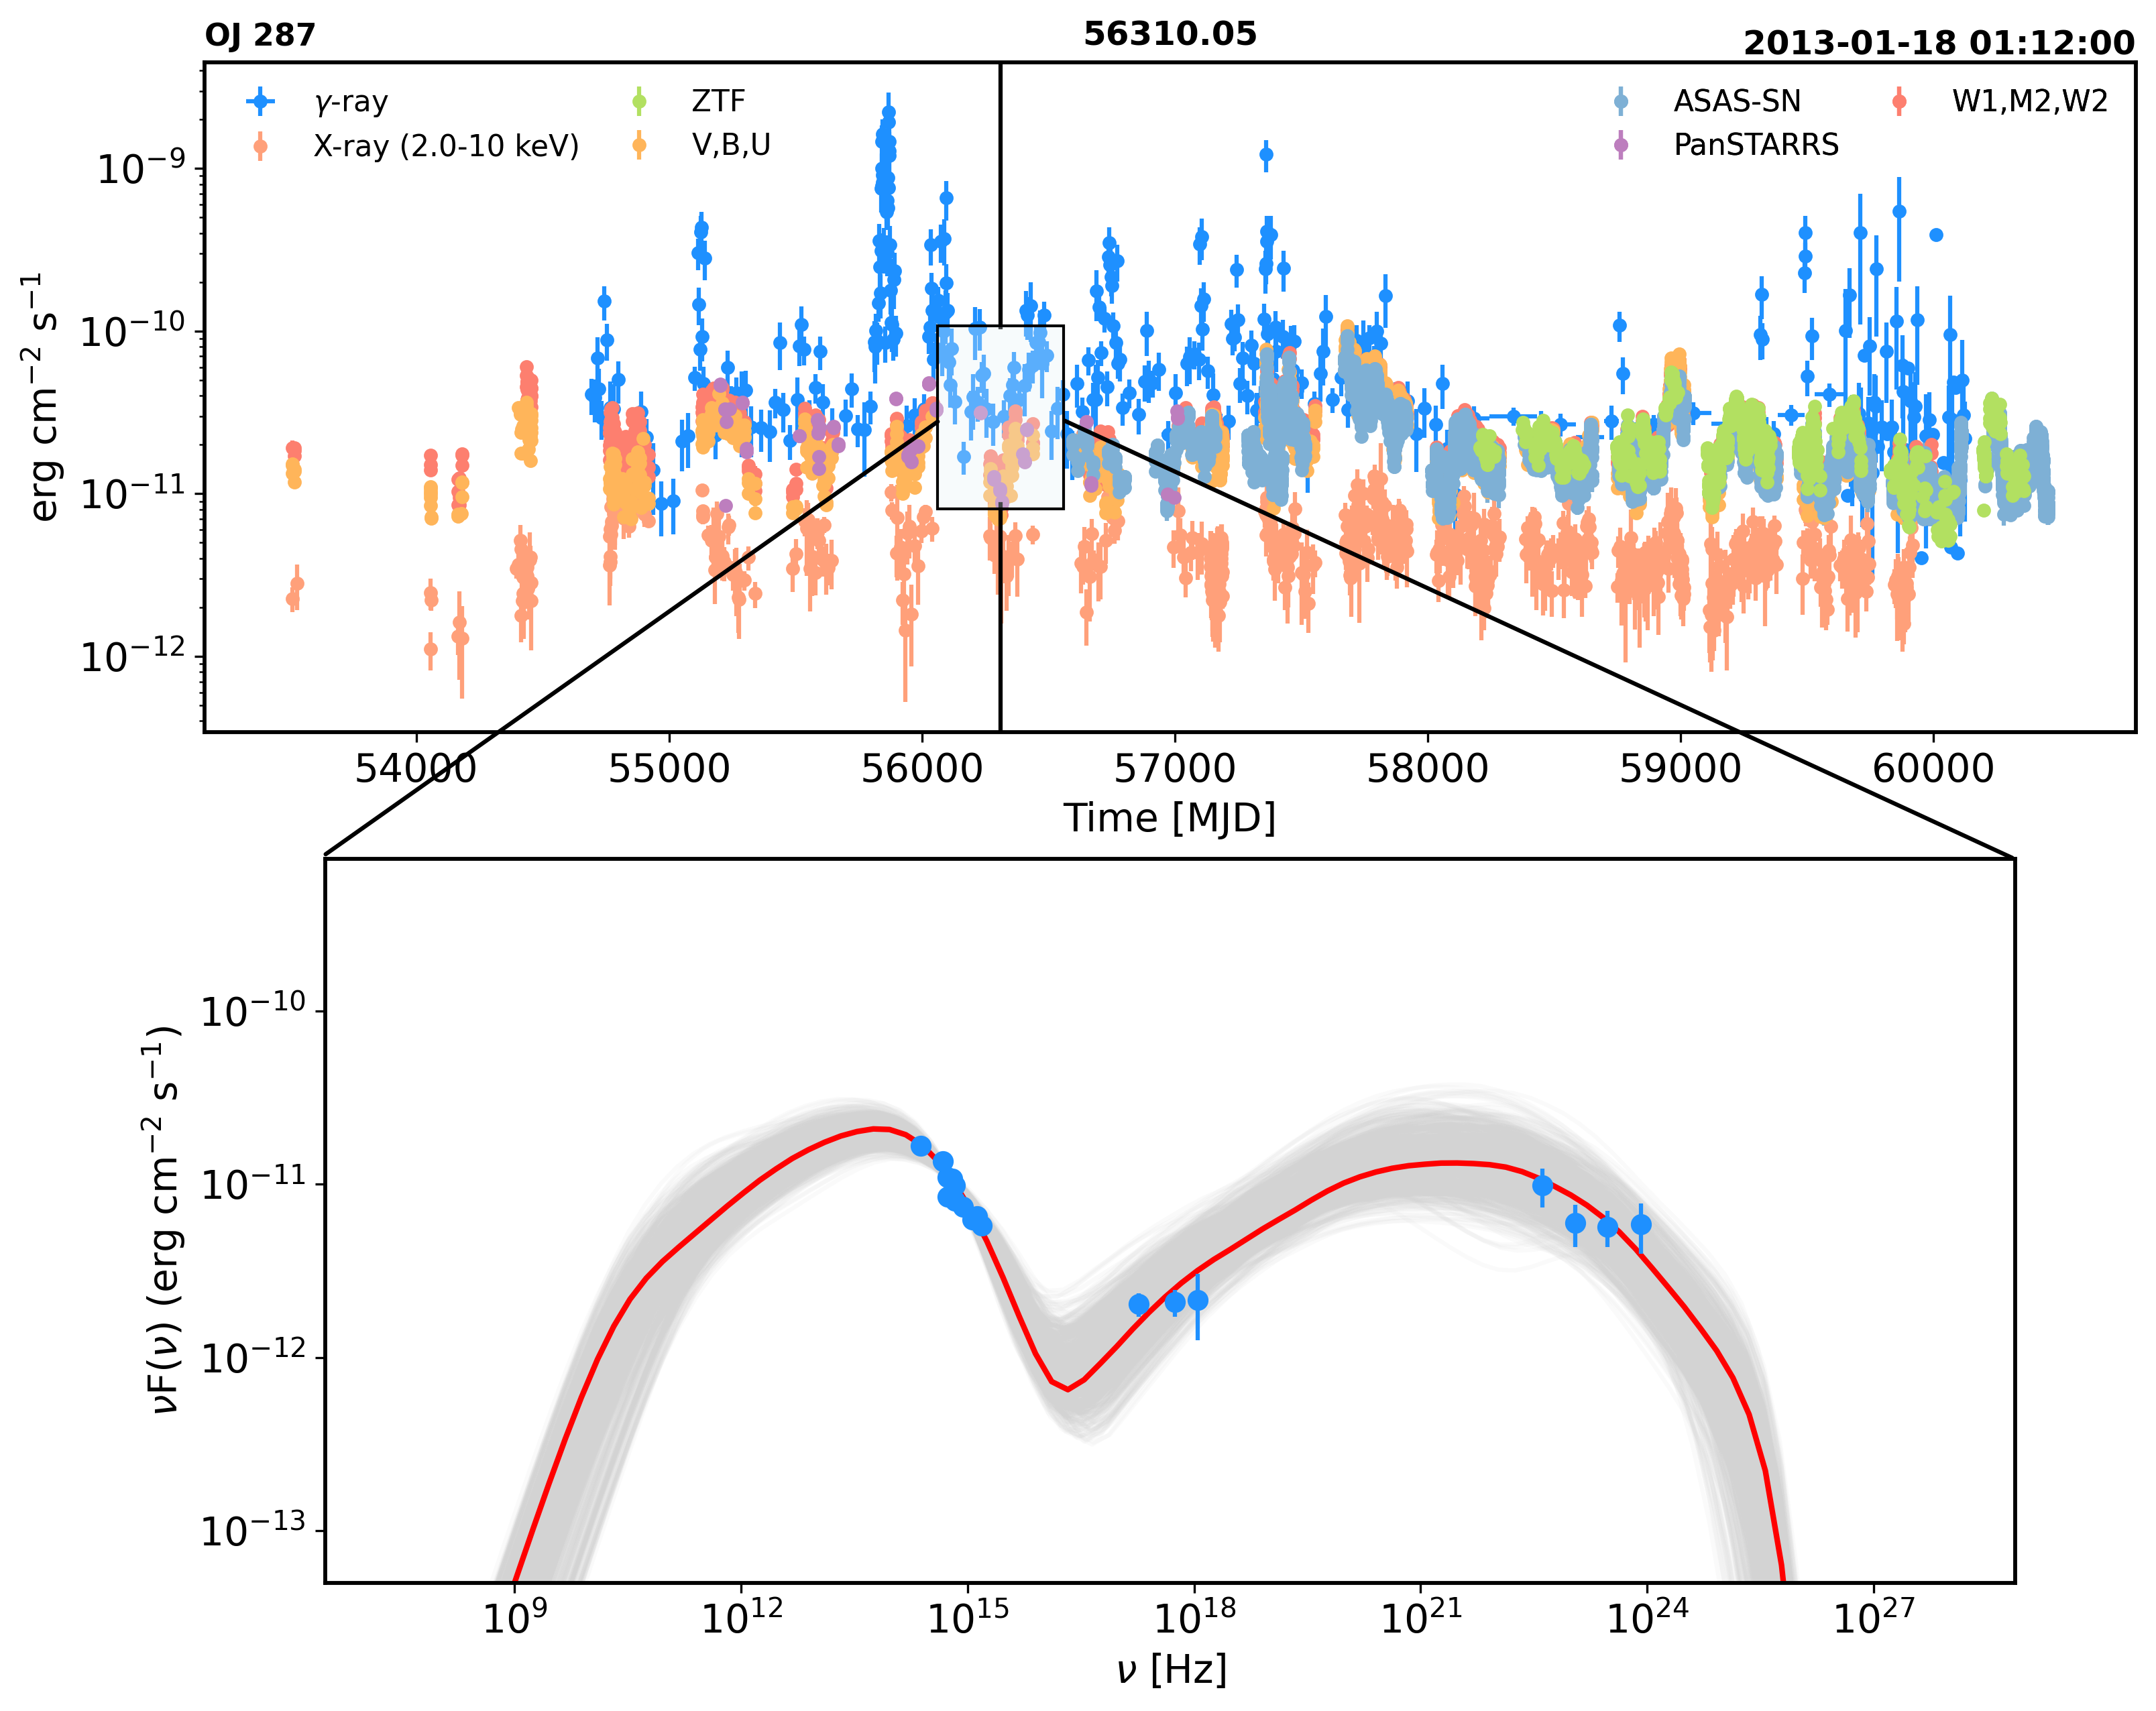 OJ 287
56310.05
2013-01-18 01:12:00
γ-ray
X-ray (2.0-10 keV)
ZTF
V,B,U
ASAS-SN
PanSTARRS
W1,M2,W2
erg cm⁻² s⁻¹
10⁻⁹
10⁻¹⁰
10⁻¹¹
10⁻¹²
54000 55000 56000 57000 58000 59000 60000
Time [MJD]
νF(ν) (erg cm⁻² s⁻¹)
10⁻¹⁰
10⁻¹¹
10⁻¹²
10⁻¹³
10⁹ 10¹² 10¹⁵ 10¹⁸ 10²¹ 10²⁴ 10²⁷
ν [Hz]